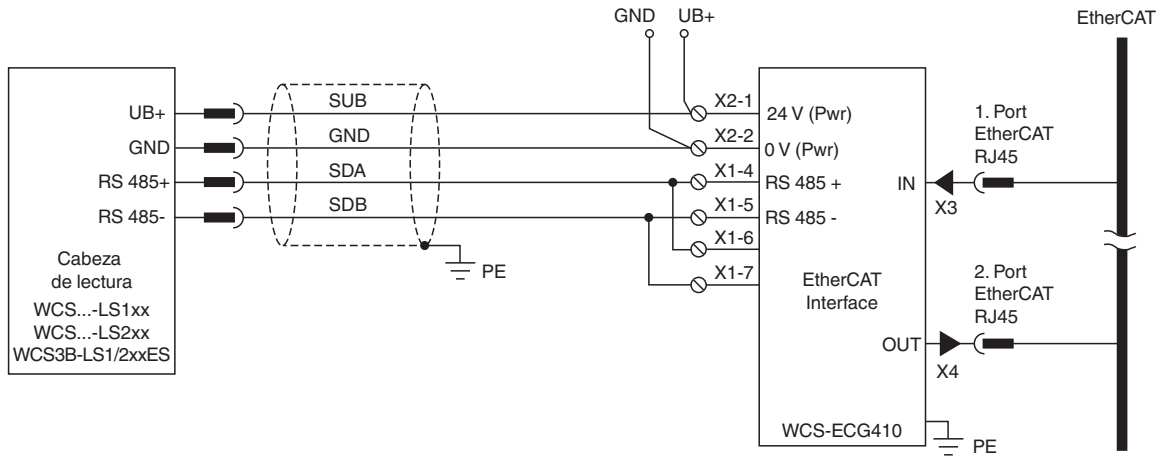 GND UB+
EtherCAT
UB+
GND
RS 485+
RS 485-
Cabeza
de lectura
WCS...-LS1xx
WCS...-LS2xx
WCS3B-LS1/2xxES
SUB
GND
SDA
SDB
PE
X2-1
X2-2
X1-4
X1-5
X1-6
X1-7
24 V (Pwr)
0 V (Pwr)
RS 485 +
RS 485 -
IN
EtherCAT
Interface
OUT
WCS-ECG410
PE
X3
X4
1. Port
EtherCAT
RJ45
2. Port
EtherCAT
RJ45